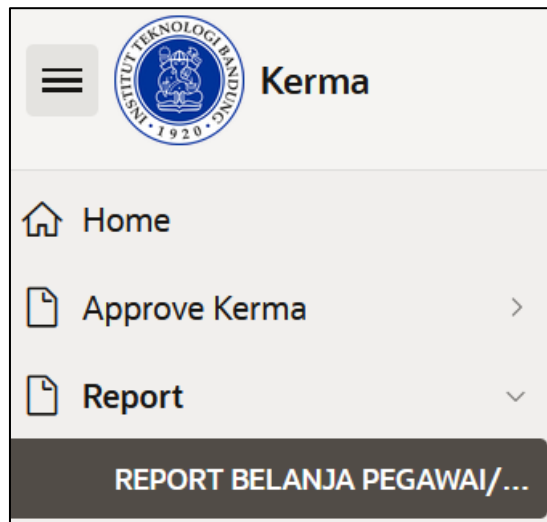 INSTITUT TEKNOLOGI BANDUNG
· 1920 ·
Kerma
Home
Approve Kerma
Report
REPORT BELANJA PEGAWAI/...